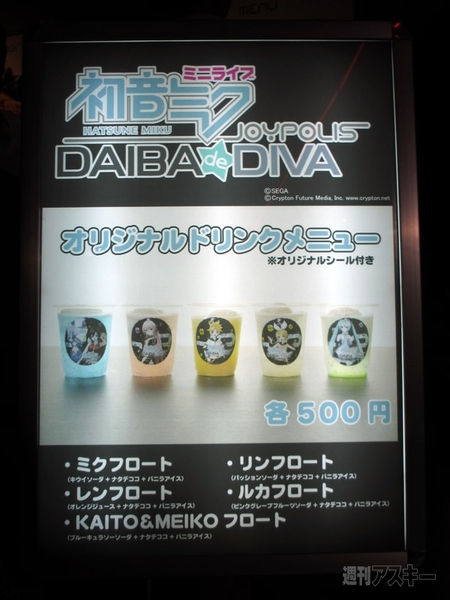 MENU
ミニライブ
初音ミク
HATSUNE MIKU
JOYPOLIS
DAIBA de DIVA
©SEGA
©Crypton Future Media, Inc. www.crypton.net
オリジナルドリンクメニュー
※オリジナルシール付き
各500円
・ミクフロート
(キウイソーダ + ナタデココ + バニラアイス)
・リンフロート
(パッションソーダ + ナタデココ + バニラアイス)
・レンフロート
(オレンジジュース + ナタデココ + バニラアイス)
・ルカフロート
(ピンクグレープフルーツソーダ + ナタデココ + バニラアイス)
・KAITO&MEIKO フロート
(ブルーキュラソーソーダ + ナタデココ + バニラアイス)
週刊アスキー